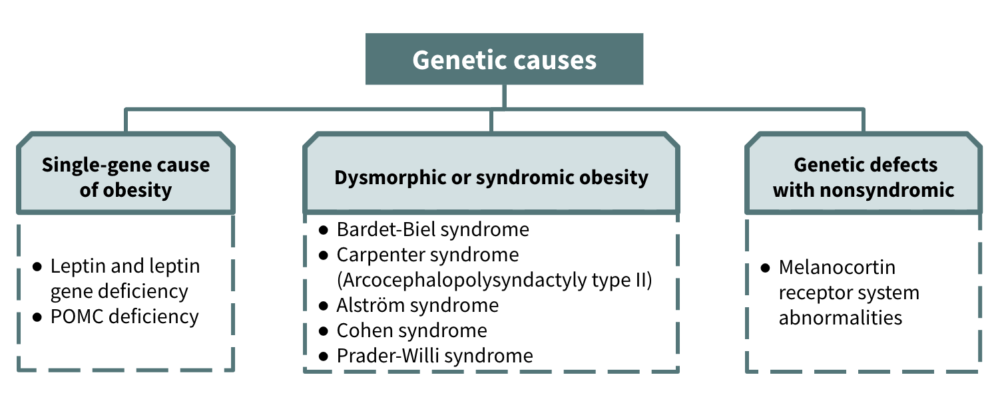 Genetic causes
Single-gene cause
of obesity
● Leptin and leptin
gene deficiency
● POMC deficiency
Dysmorphic or syndromic obesity
● Bardet-Biel syndrome
● Carpenter syndrome
(Arcocephalopolysyndactyly type II)
● Alström syndrome
● Cohen syndrome
● Prader-Willi syndrome
Genetic defects
with nonsyndromic
● Melanocortin
receptor system
abnormalities